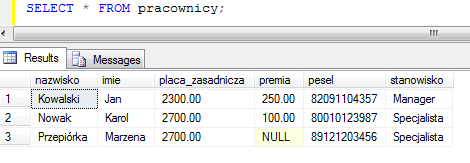 SELECT * FROM pracownicy;
Results Messages
nazwisko imie placa_zasadnicza premia pesel stanowisko
1 Kowalski Jan 2300.00 250.00 82091104357 Manager
2 Nowak Karol 2700.00 100.00 80010123987 Specjalista
3 Przepiórka Marzena 2700.00 NULL 89121203456 Specjalista